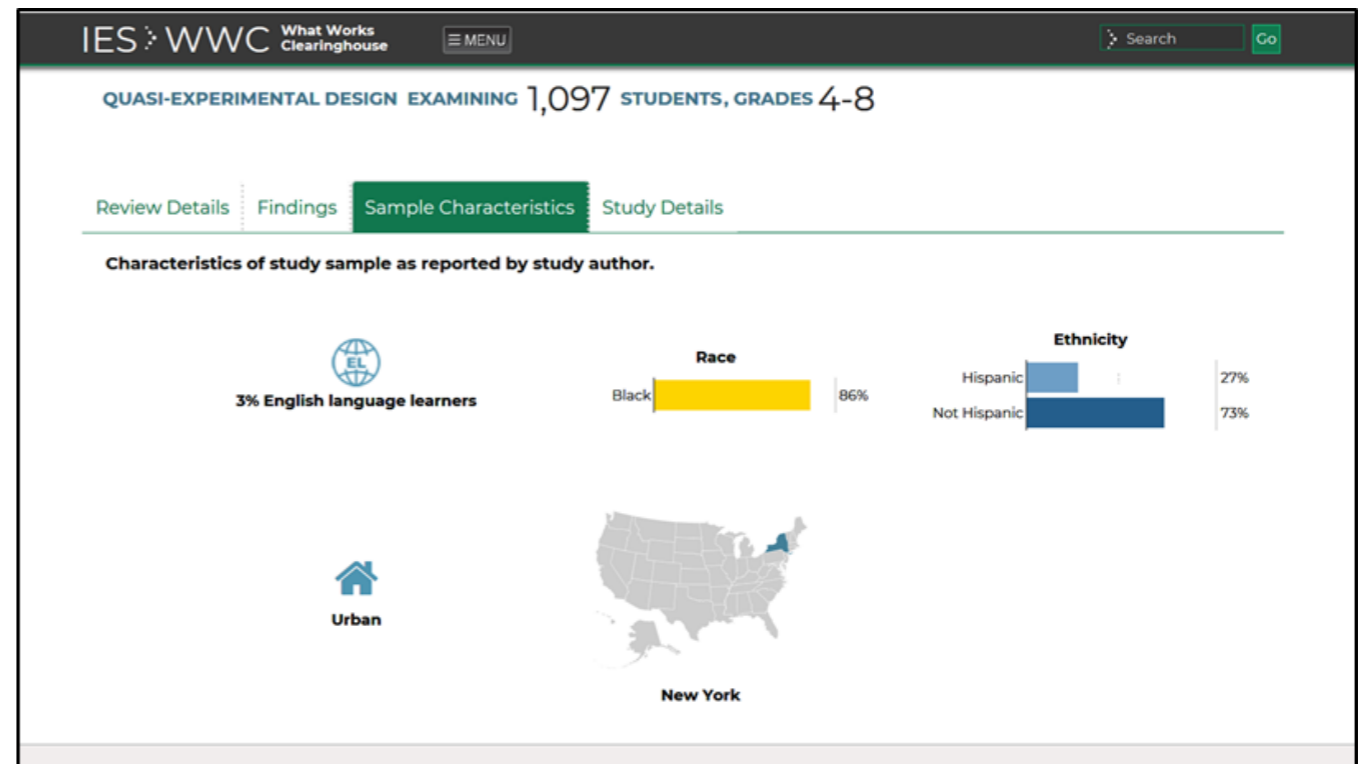 IES WWC What Works Clearinghouse
☰ MENU
Search
Go
QUASI-EXPERIMENTAL DESIGN EXAMINING 1,097 STUDENTS, GRADES 4-8
Review Details Findings Sample Characteristics Study Details
Characteristics of study sample as reported by study author.
EL
3% English language learners
Race
Black 86%
Ethnicity
Hispanic 27%
Not Hispanic 73%
Urban
New York